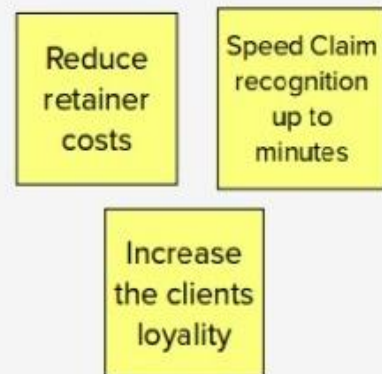 Reduce
retainer
costs
Speed Claim
recognition
up to
minutes
Increase
the clients
loyality